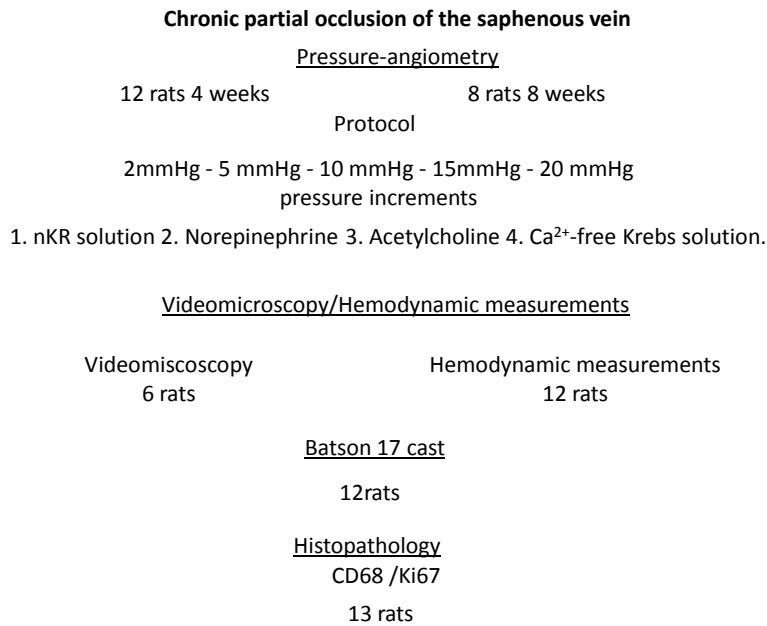 Chronic partial occlusion of the saphenous vein
Pressure-angiometry
12 rats 4 weeks 8 rats 8 weeks
Protocol
2mmHg - 5 mmHg - 10 mmHg - 15mmHg - 20 mmHg
pressure increments
1. nKR solution 2. Norepinephrine 3. Acetylcholine 4. Ca²⁺-free Krebs solution.
Videomicroscopy/Hemodynamic measurements
Videomiscoscopy Hemodynamic measurements
6 rats 12 rats
Batson 17 cast
12rats
Histopathology
CD68 /Ki67
13 rats